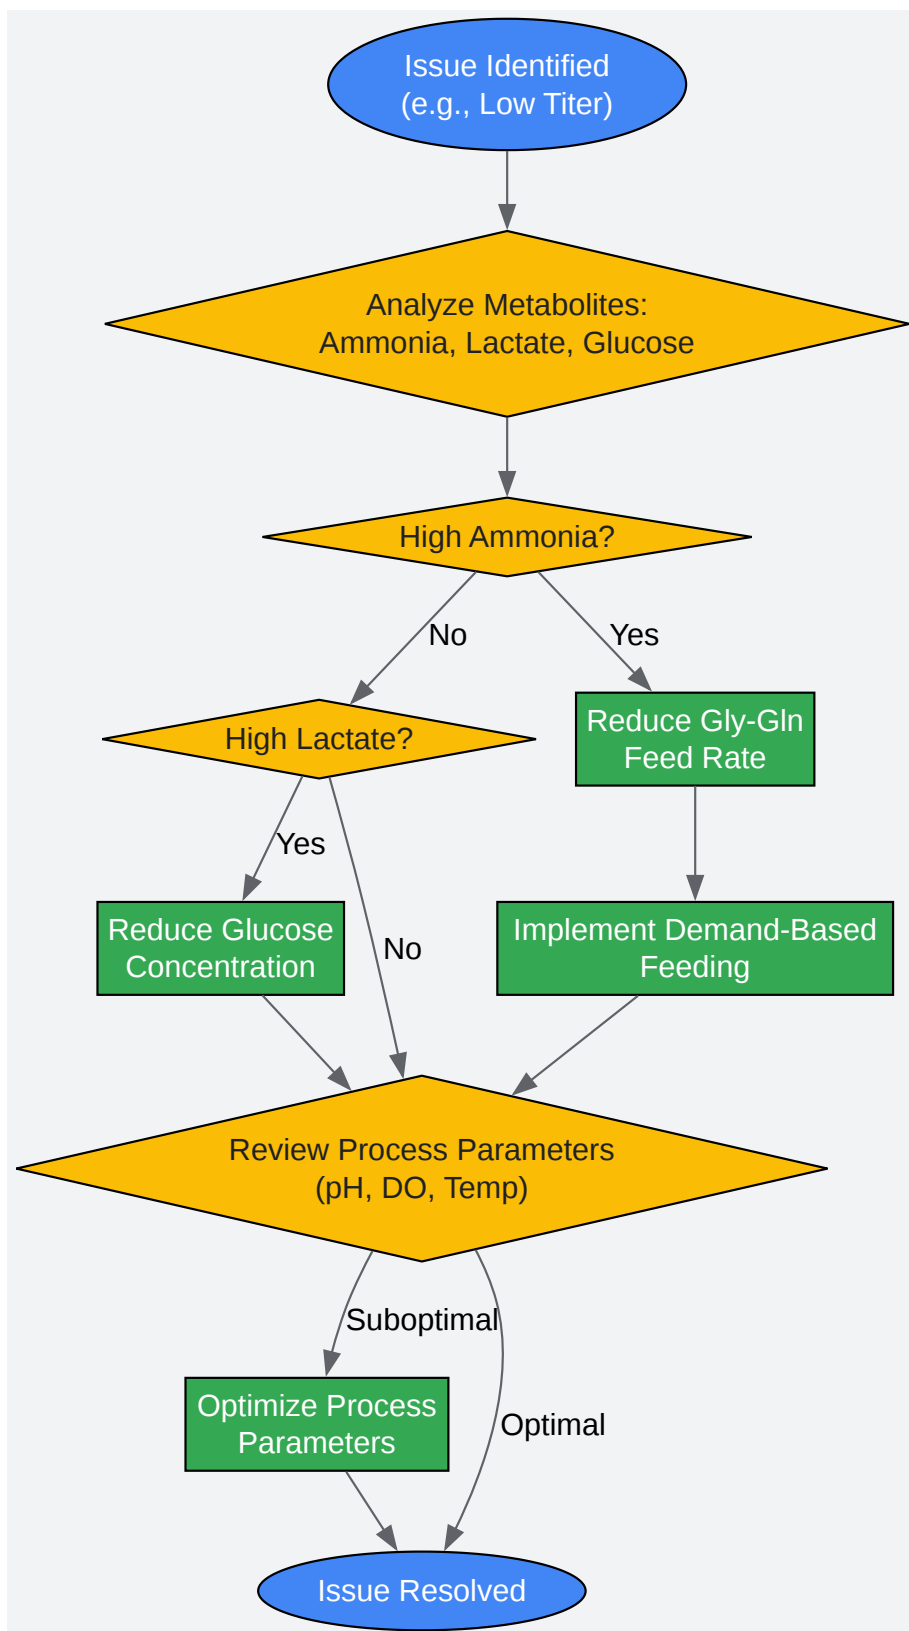 Issue Identified
(e.g., Low Titer)
Analyze Metabolites:
Ammonia, Lactate, Glucose
High Ammonia?
No
Yes
High Lactate?
Reduce Gly-Gln
Feed Rate
Yes
No
Reduce Glucose
Concentration
Implement Demand-Based
Feeding
Review Process Parameters
(pH, DO, Temp)
Suboptimal
Optimal
Optimize Process
Parameters
Issue Resolved